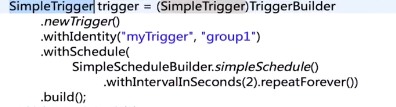 SimpleTrigger trigger = (SimpleTrigger)TriggerBuilder
.newTrigger()
.withIdentity("myTrigger", "group1")
.withSchedule(
SimpleScheduleBuilder.simpleSchedule()
.withIntervalInSeconds(2).repeatForever())
.build();